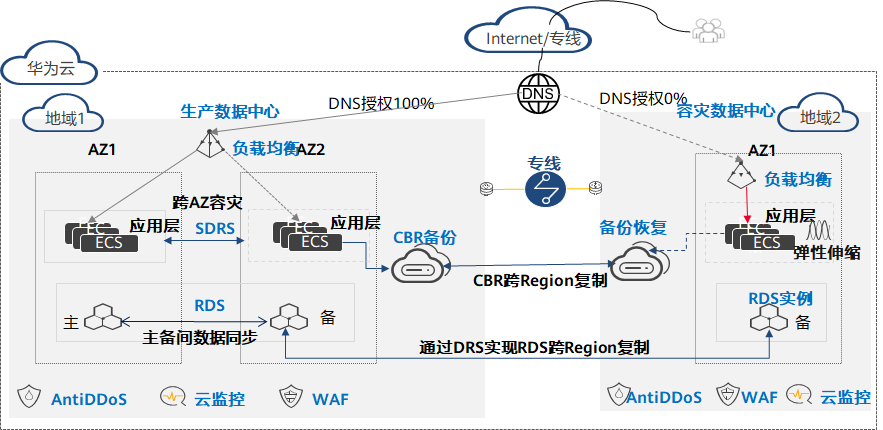 Internet/专线
华为云
DNS
DNS授权100%
DNS授权0%
地域1
生产数据中心
容灾数据中心
地域2
AZ1
负载均衡
AZ2
专线
AZ1
负载均衡
跨AZ容灾
EC
ECS
应用层
SDRS
EC
ECS
应用层
CBR备份
备份恢复
EC
ECS
应用层
弹性伸缩
CBR跨Region复制
RDS
RDS实例
主
备
备
主备间数据同步
通过DRS实现RDS跨Region复制
AntiDDoS
云监控
WAF
AntiDDoS
WAF
云监控